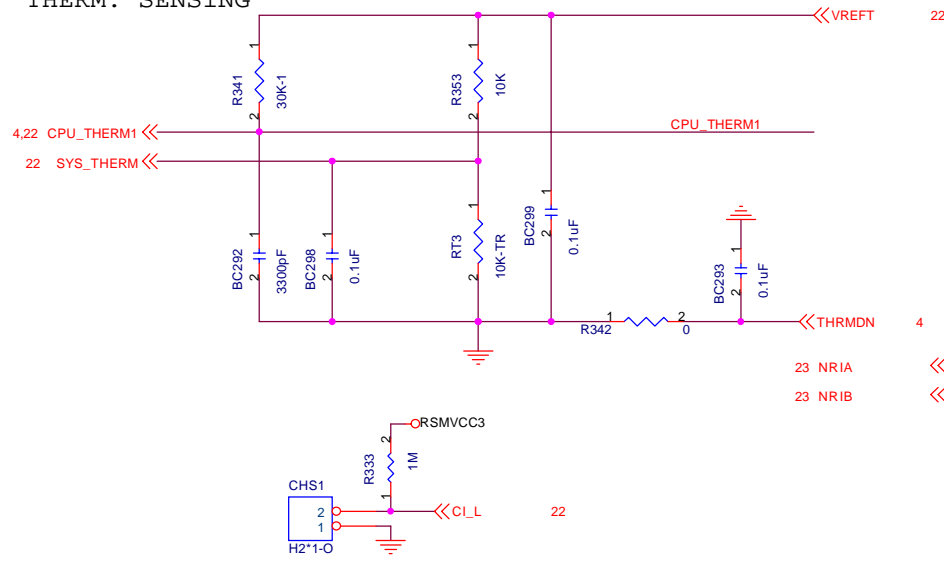 THERM. SENSING
VREFT 22
1
R341
30K-1
2
1
R353
10K
2
4,22 CPU_THERM1
CPU_THERM1
22 SYS_THERM
1
BC292
3300pF
2
1
BC298
0.1uF
2
1
RT3
10K-TR
2
1
BC299
0.1uF
2
1
BC293
0.1uF
2
R342 1 2 0
THRMDN 4
23 NRIA
23 NRIB
RSMVCC3
2
R333
1M
1
CHS1
2
1
H2*1-O
CI_L 22